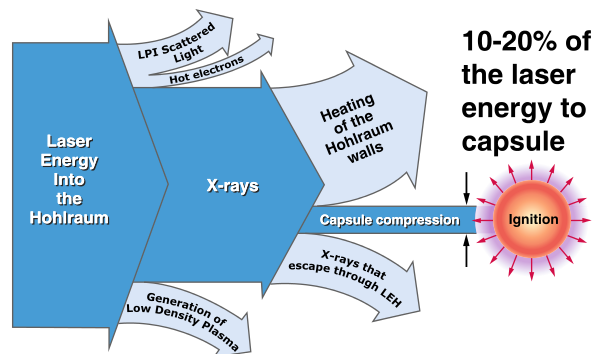 LPI Scattered
Light
Hot electrons
10-20% of
the laser
energy to
capsule
Heating
of the
Hohlraum
walls
Laser
Energy
Into
the
Hohlraum
X-rays
Capsule compression
Ignition
X-rays that
escape through LEH
Generation of
Low Density Plasma